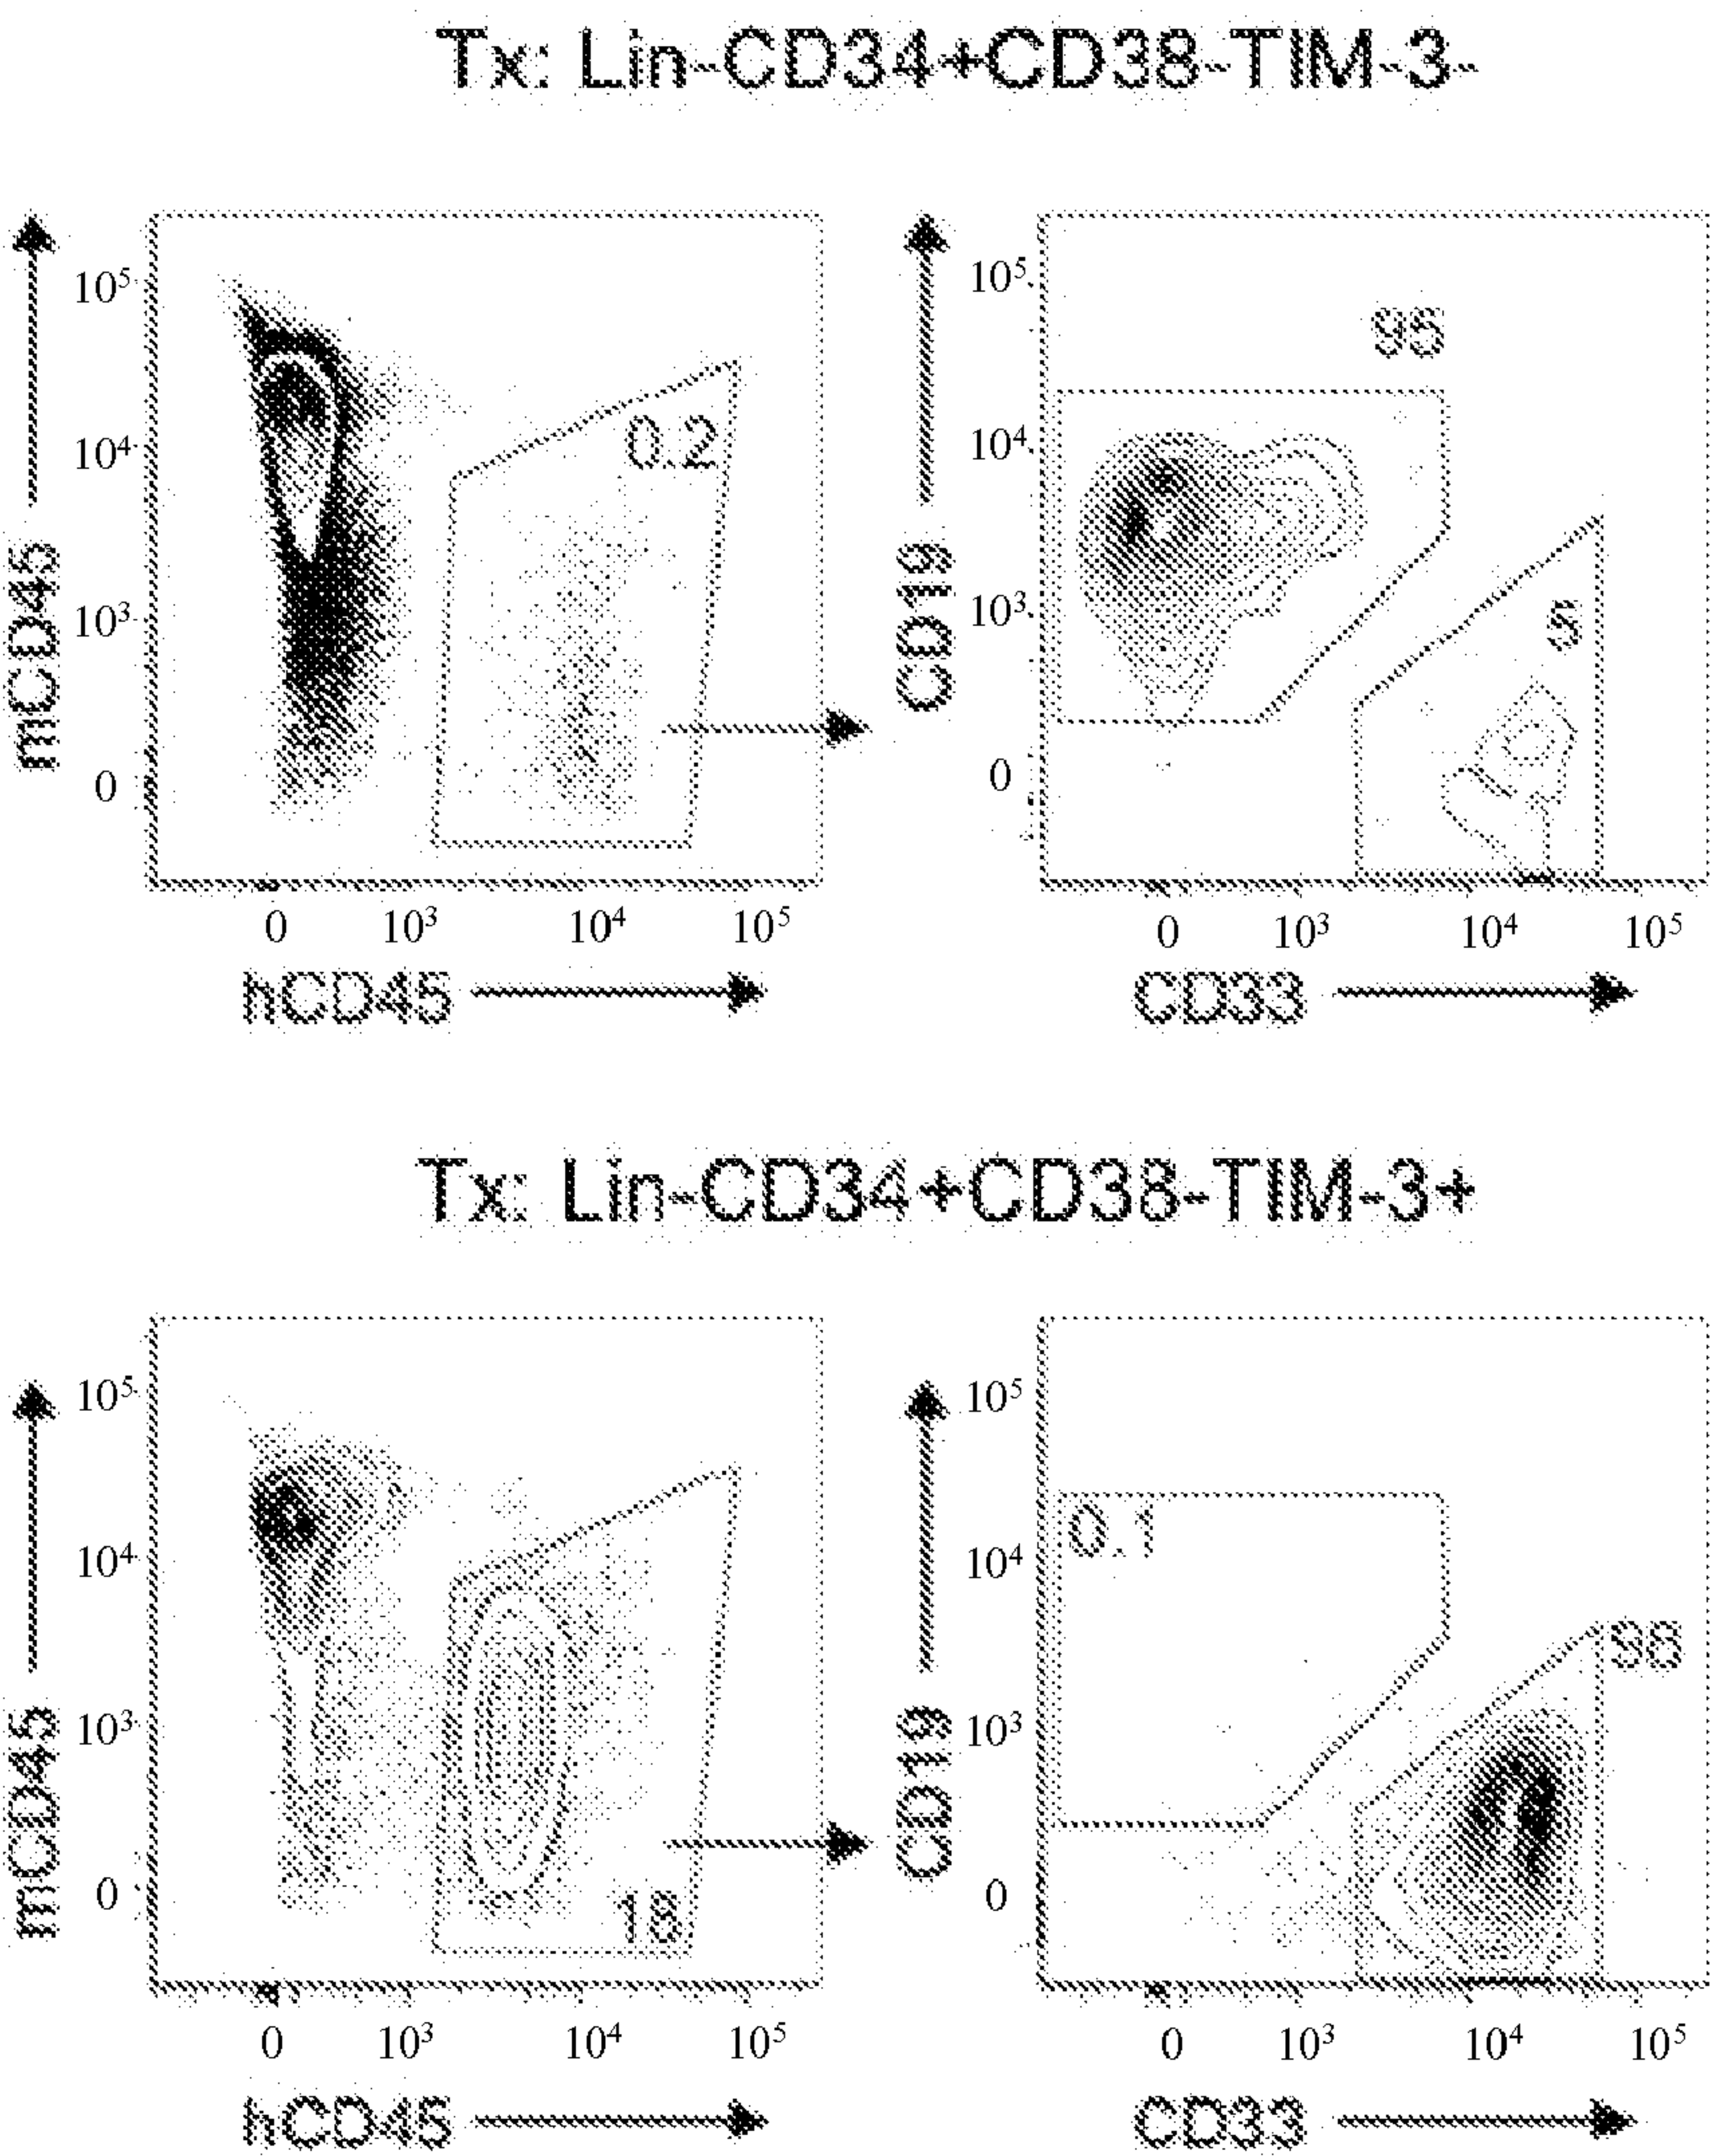 Tx: Lin-CD34+CD38-TIM-3-
10⁵
10⁴
10³
0
mCD45
0.2
0 10³ 10⁴ 10⁵
hCD45
10⁵
10⁴
10³
0
CD19
95
5
0 10³ 10⁴ 10⁵
CD33
Tx: Lin-CD34+CD38-TIM-3+
10⁵
10⁴
10³
0
mCD45
18
0 10³ 10⁴ 10⁵
hCD45
10⁵
10⁴
10³
0
CD19
0.1
98
0 10³ 10⁴ 10⁵
CD33